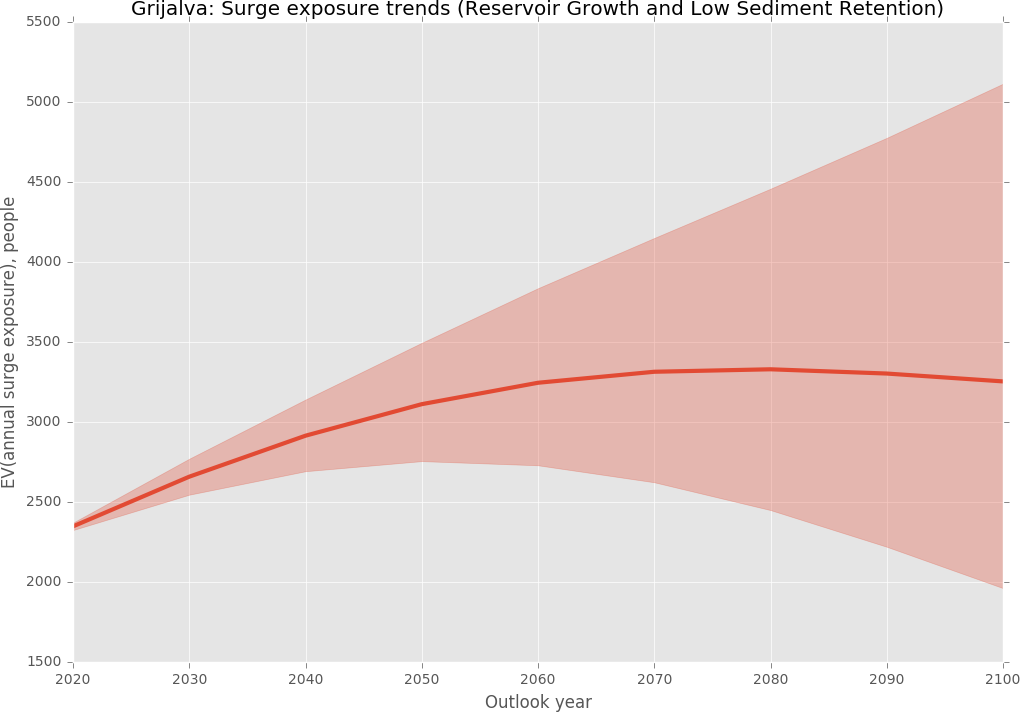 Grijalva: Surge exposure trends (Reservoir Growth and Low Sediment Retention)
5500
5000
4500
4000
3500
3000
2500
2000
1500
EV(annual surge exposure), people
2020 2030 2040 2050 2060 2070 2080 2090 2100
Outlook year